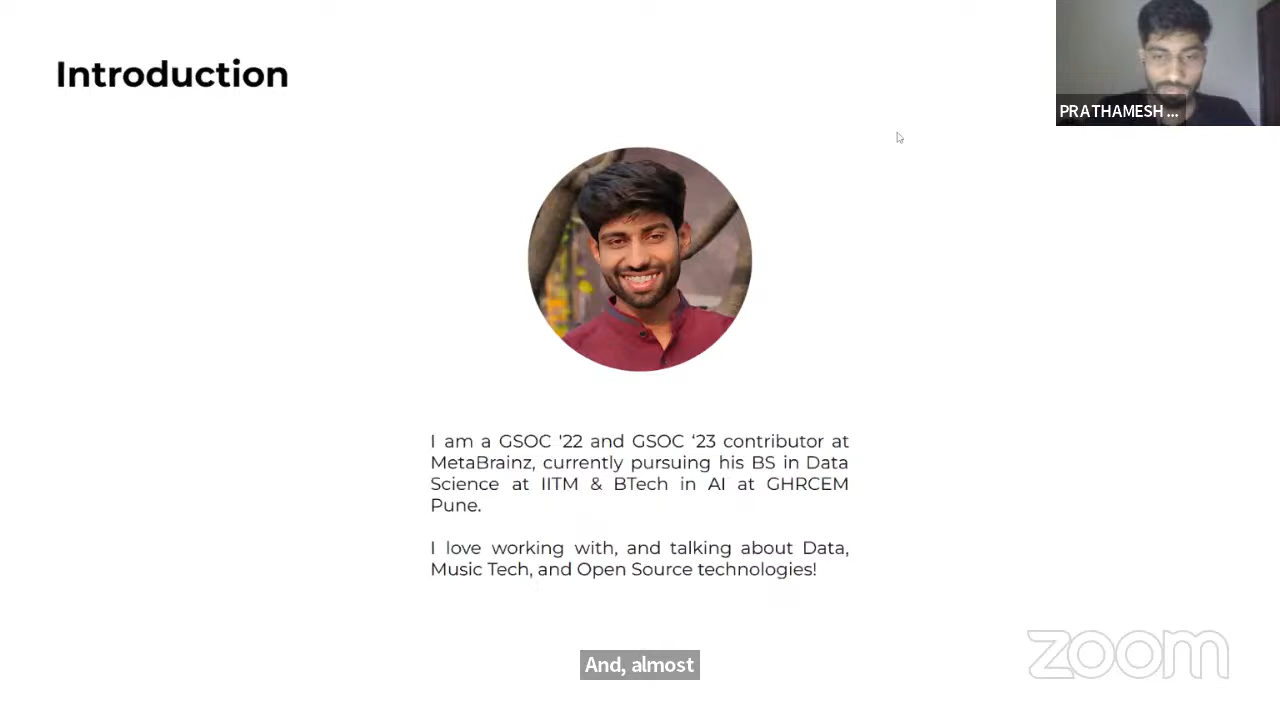 Introduction
PRATHAMESH ...
I am a GSOC '22 and GSOC ‘23 contributor at
MetaBrainz, currently pursuing his BS in Data
Science at IITM & BTech in AI at GHRCEM
Pune.
I love working with, and talking about Data,
Music Tech, and Open Source technologies!
And, almost
zoom